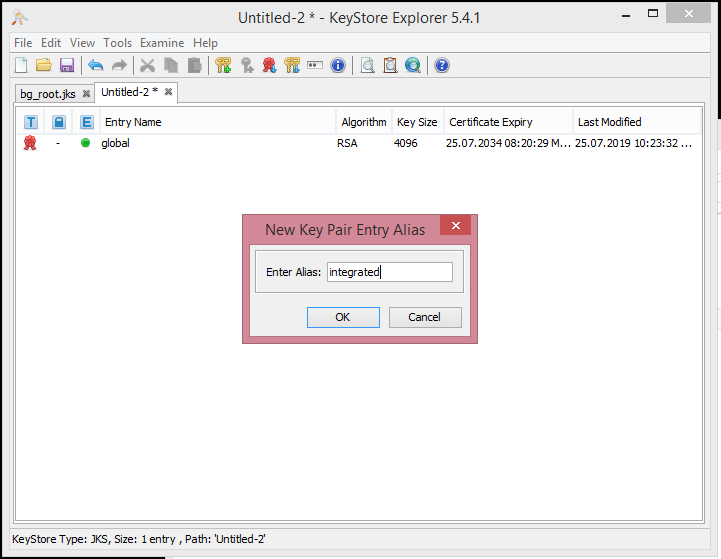 Untitled-2 * - KeyStore Explorer 5.4.1
File Edit View Tools Examine Help
bg_root.jks Untitled-2 *
T E Entry Name Algorithm Key Size Certificate Expiry Last Modified
- global RSA 4096 25.07.2034 08:20:29 M... 25.07.2019 10:23:32 ...
New Key Pair Entry Alias
Enter Alias: integrated
OK Cancel
KeyStore Type: JKS, Size: 1 entry , Path: 'Untitled-2'